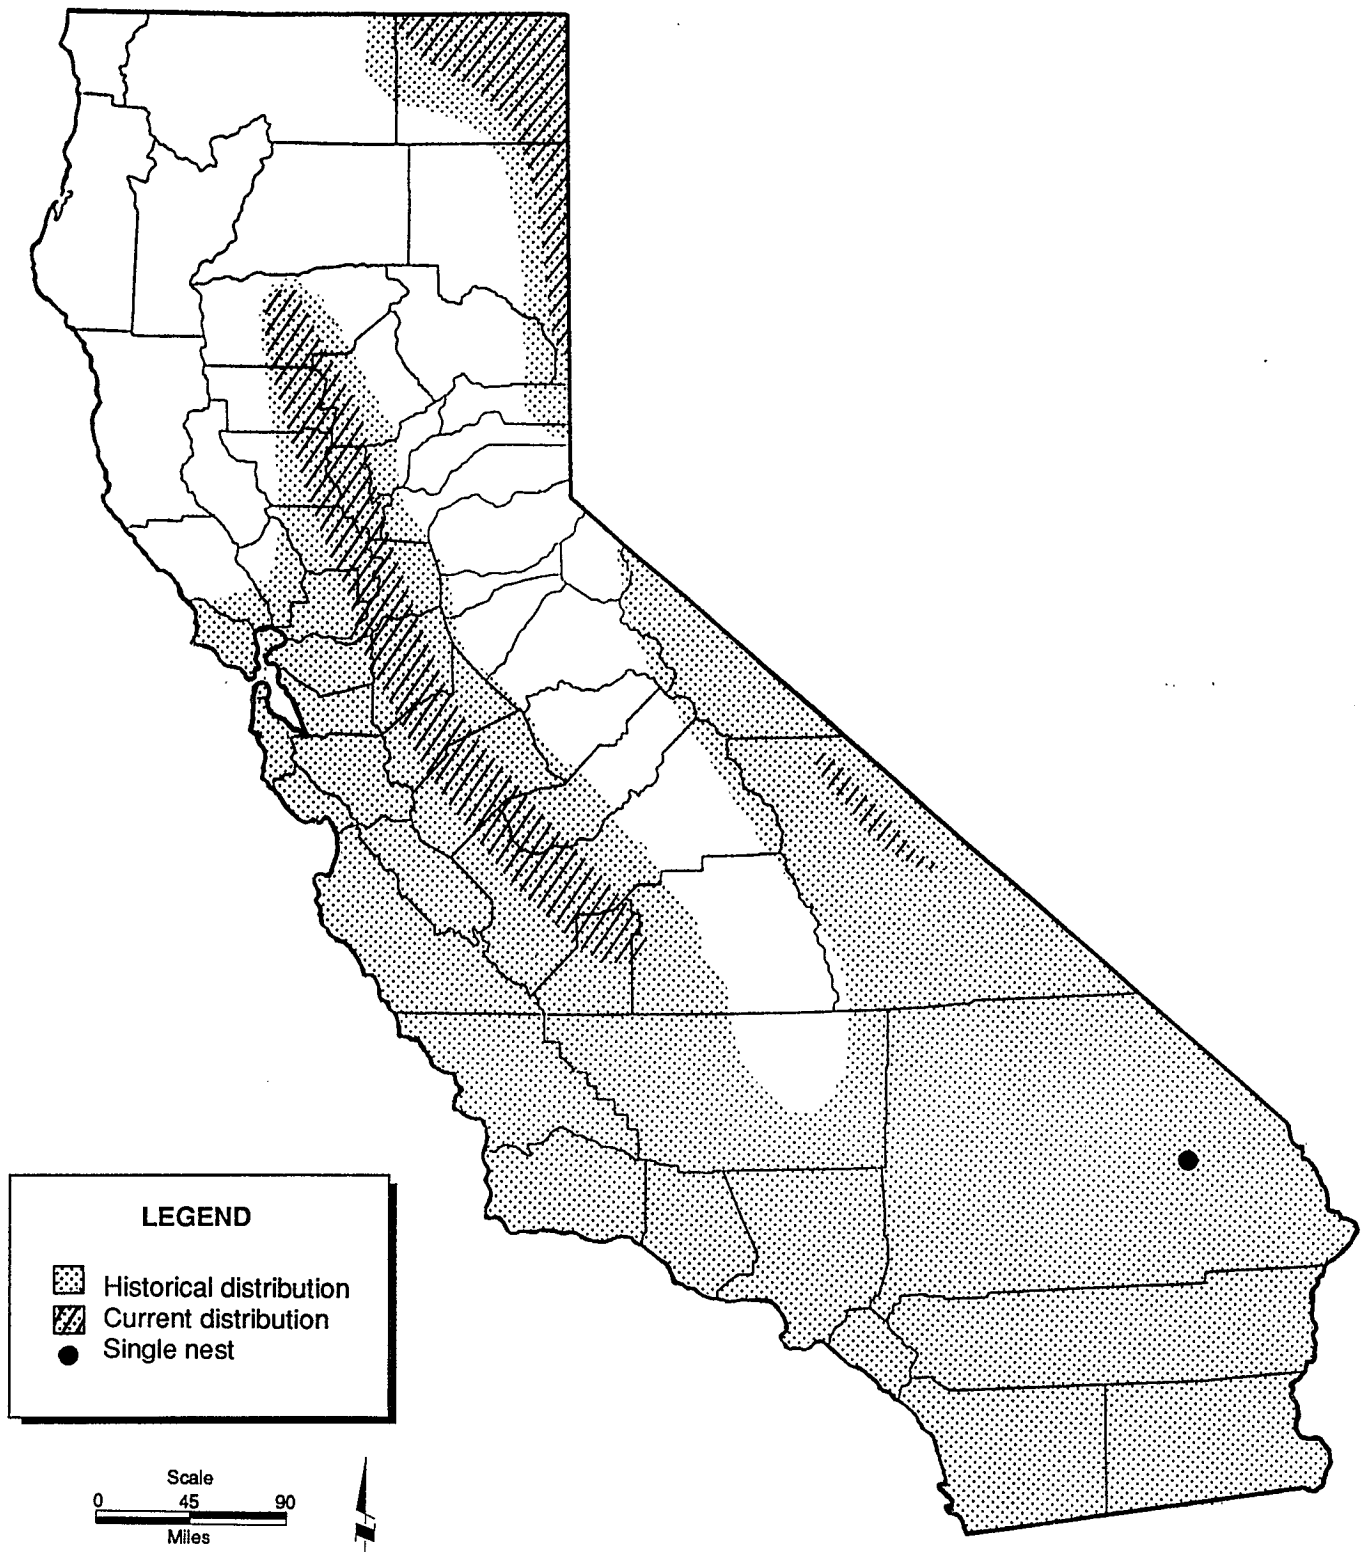 LEGEND
Historical distribution
Current distribution
Single nest
Scale
0 45 90
Miles